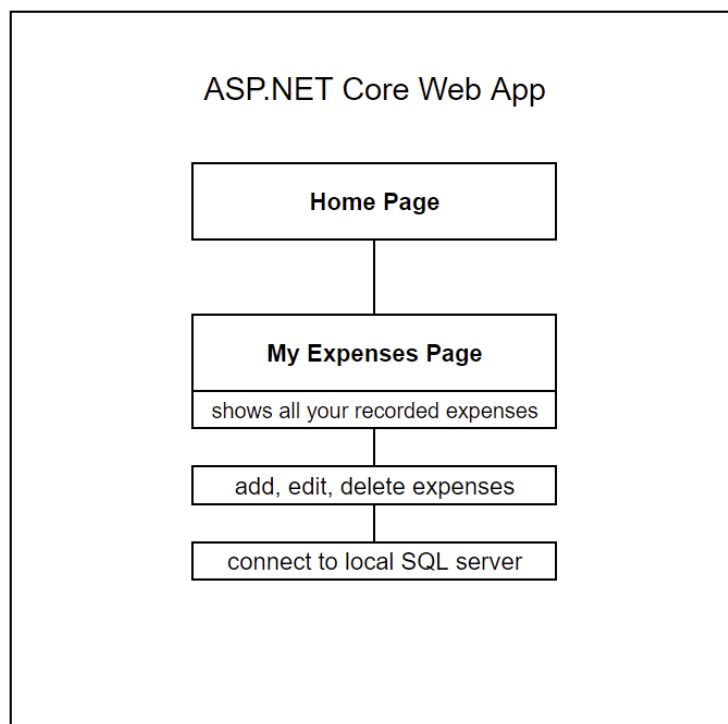 ASP.NET Core Web App
Home Page
My Expenses Page
shows all your recorded expenses
add, edit, delete expenses
connect to local SQL server